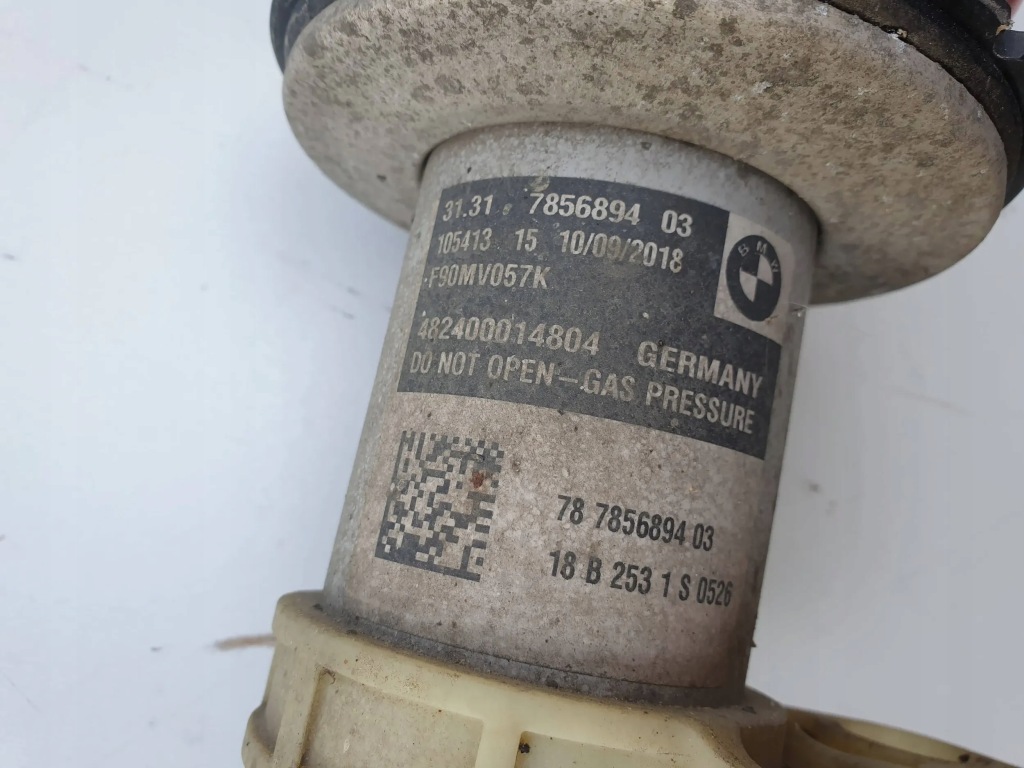 31.31 7856894 03
105413 15 10/09/2018
-F90MV057K
482400014804 GERMANY
DO NOT OPEN - GAS PRESSURE
BMW
78 7856894 03
18 B 253 1 S 0526